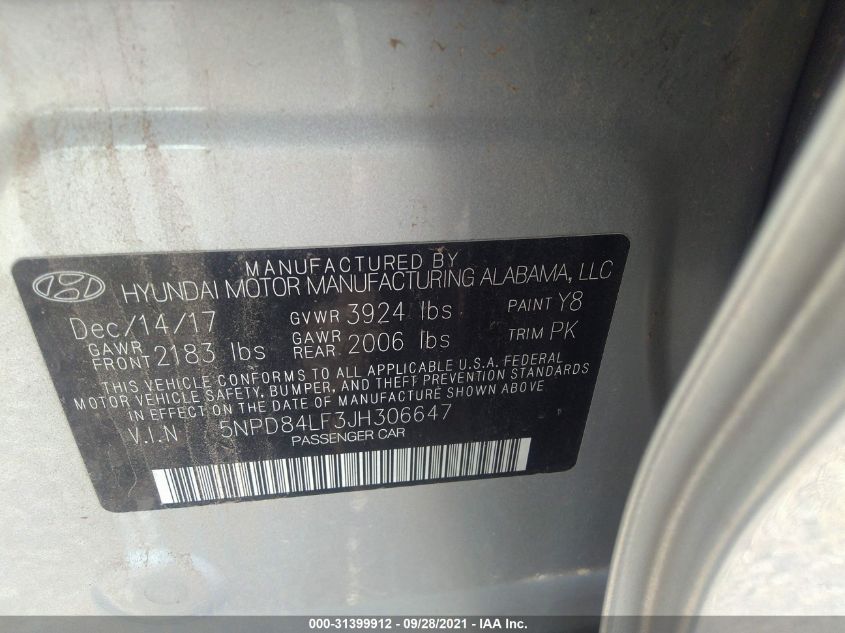 MANUFACTURED BY
HYUNDAI MOTOR MANUFACTURING ALABAMA, LLC
Dec/14/17 GVWR 3924 lbs PAINT Y8
GAWR FRONT 2183 lbs GAWR REAR 2006 lbs TRIM PK
THIS VEHICLE CONFORMS TO ALL APPLICABLE U.S.A. FEDERAL
MOTOR VEHICLE SAFETY, BUMPER, AND THEFT PREVENTION STANDARDS
IN EFFECT ON THE DATE OF MANUFACTURE SHOWN ABOVE.
V.I.N 5NPD84LF3JH306647
PASSENGER CAR
000-31399912 - 09/28/2021 - IAA Inc.